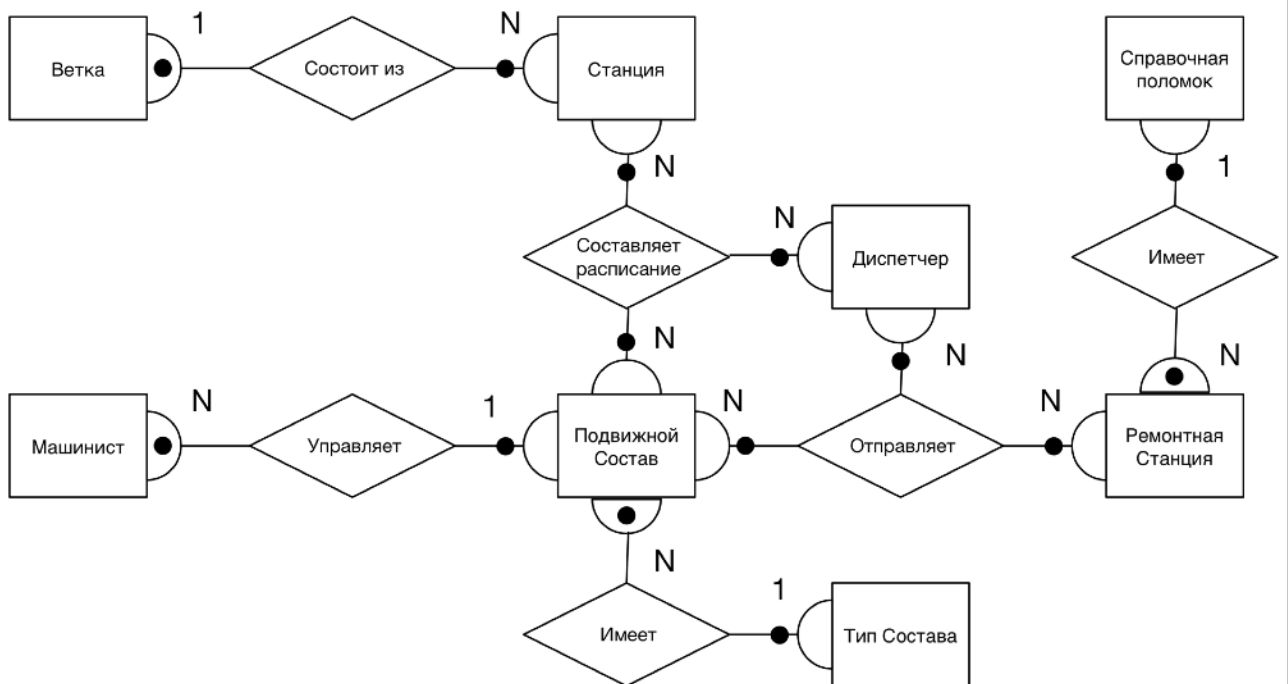 1
N
Ветка
Состоит из
Станция
Справочная
поломок
N
1
N
Составляет
расписание
Диспетчер
Имеет
N
N
N
N
1
N
N
Машинист
Управляет
Подвижной
Состав
Отправляет
Ремонтная
Станция
N
1
Имеет
Тип Состава